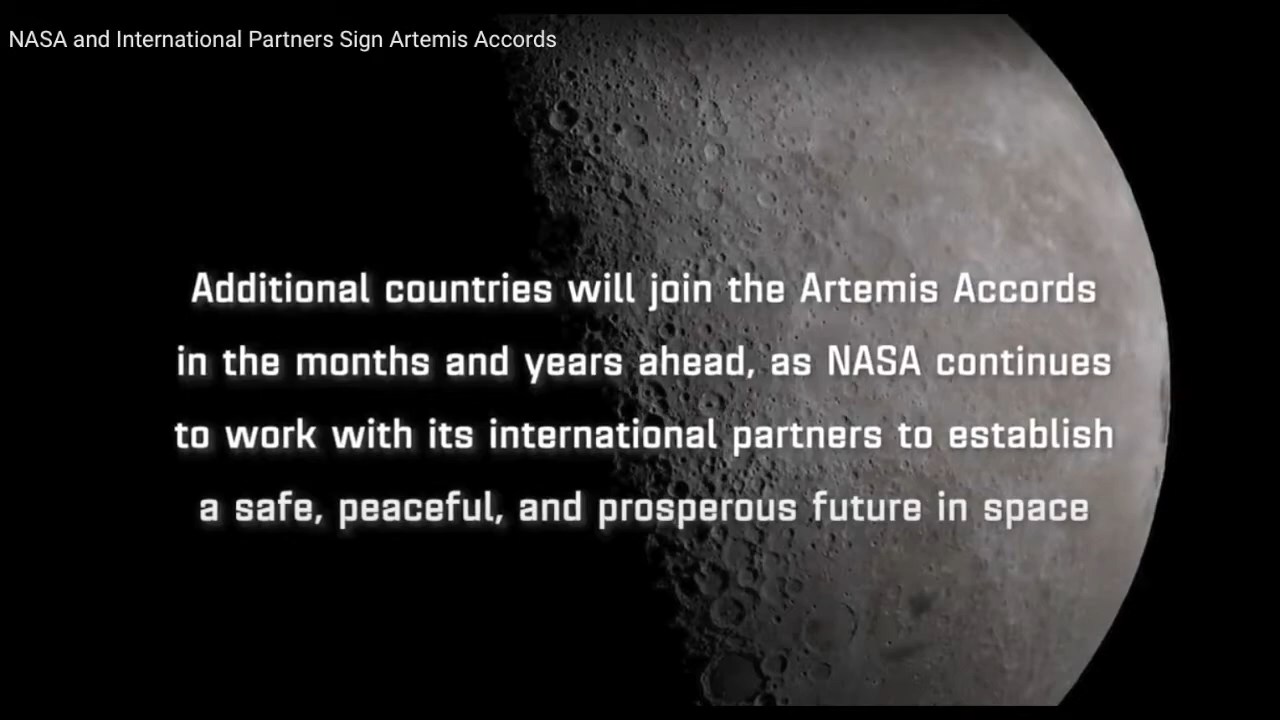 NASA and International Partners Sign Artemis Accords
Additional countries will join the Artemis Accords
in the months and years ahead, as NASA continues
to work with its international partners to establish
a safe, peaceful, and prosperous future in space